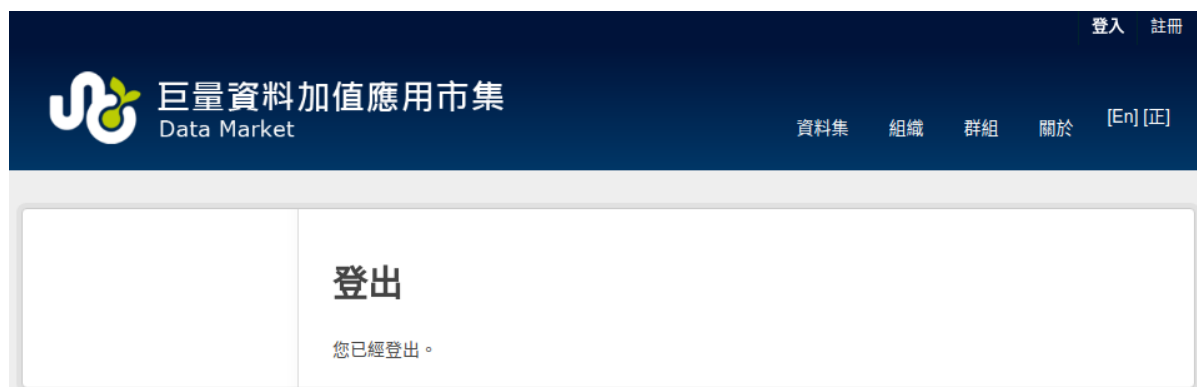 登入 註冊
巨量資料加值應用市集
Data Market
資料集 組織 群組 關於 [En] [正]
登出
您已經登出。